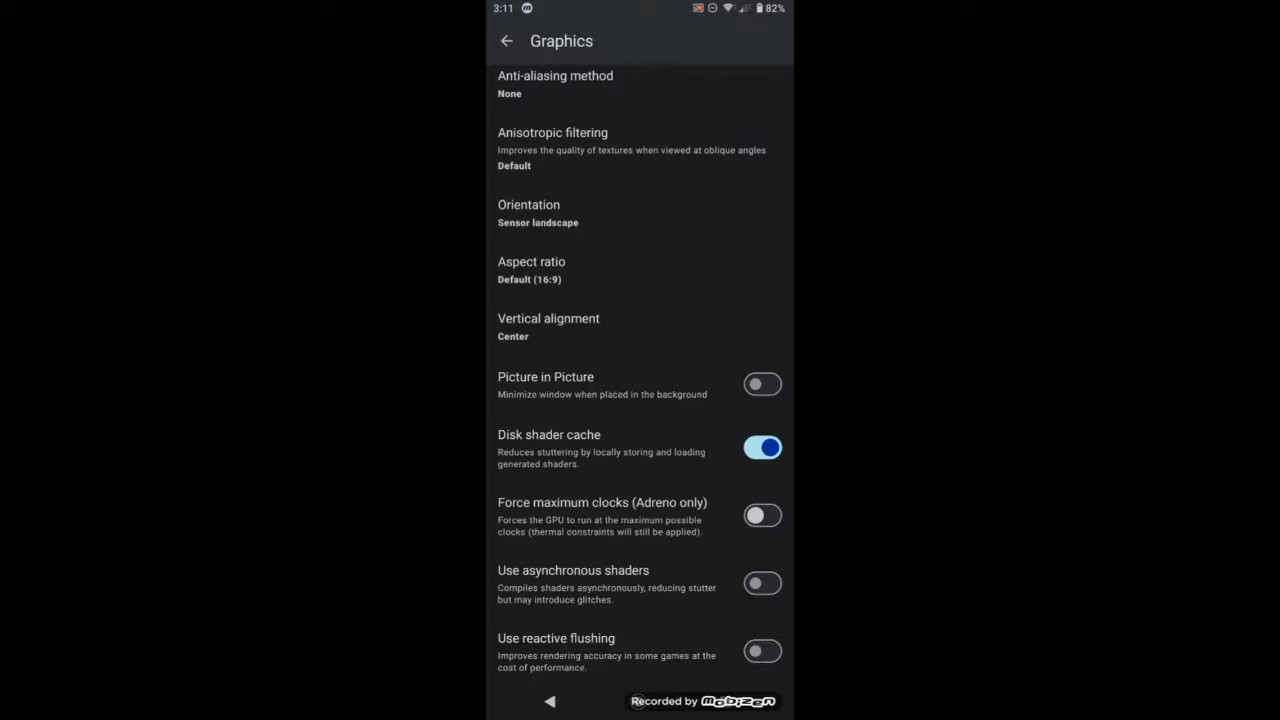 3:11
82%
Graphics
Anti-aliasing method
None
Anisotropic filtering
Improves the quality of textures when viewed at oblique angles
Default
Orientation
Sensor landscape
Aspect ratio
Default (16:9)
Vertical alignment
Center
Picture in Picture
Minimize window when placed in the background
Disk shader cache
Reduces stuttering by locally storing and loading
generated shaders.
Force maximum clocks (Adreno only)
Forces the GPU to run at the maximum possible
clocks (thermal constraints will still be applied).
Use asynchronous shaders
Compiles shaders asynchronously, reducing stutter
but may introduce glitches.
Use reactive flushing
Improves rendering accuracy in some games at the
cost of performance.
Recorded by mobizen